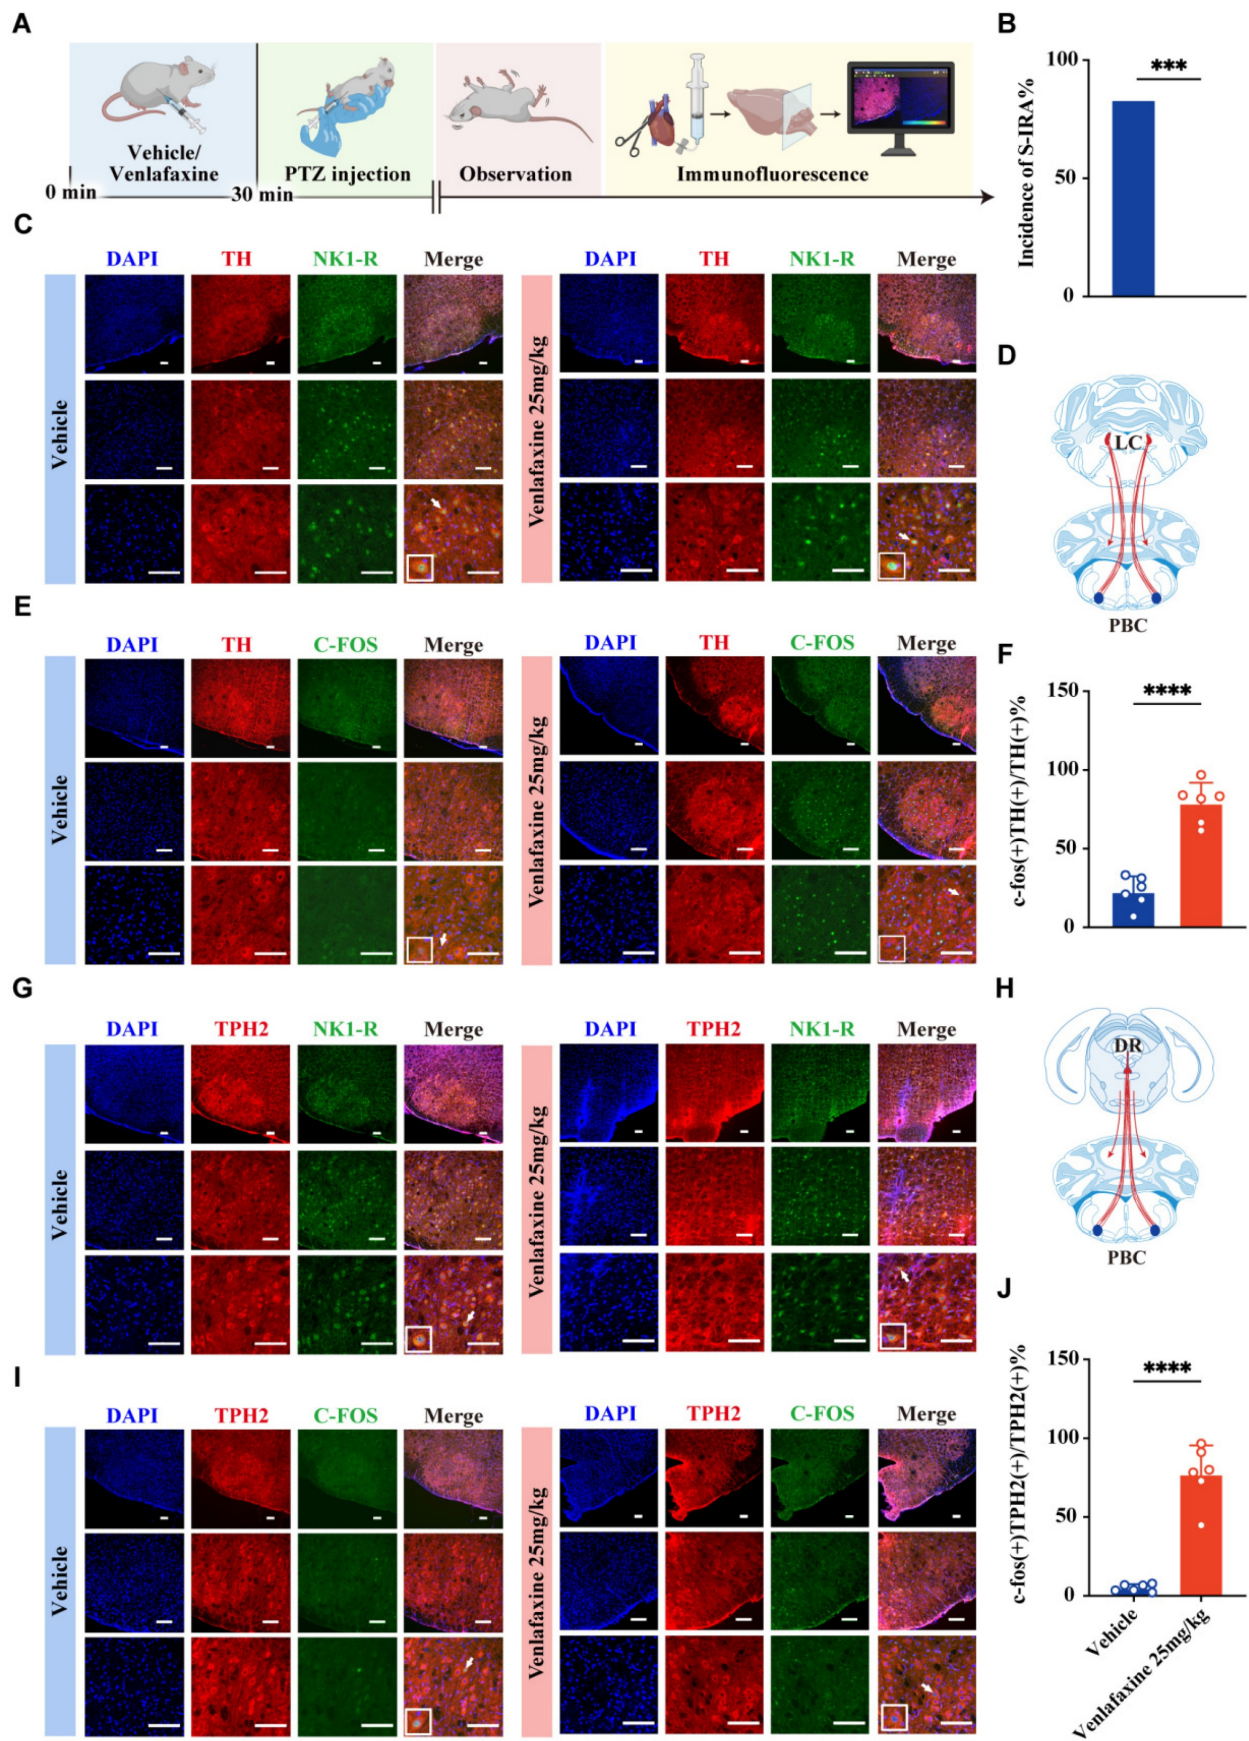 A
Vehicle/
Venlafaxine
PTZ injection
Observation
Immunofluorescence
0 min
30 min
B
Incidence of S-IRA%
100
50
0
***
C
DAPI TH NK1-R Merge
DAPI TH NK1-R Merge
Vehicle
Venlafaxine 25mg/kg
D
LC
PBC
E
DAPI TH C-FOS Merge
DAPI TH C-FOS Merge
Vehicle
Venlafaxine 25mg/kg
F
c-fos(+)TH(+)/TH(+)%
150
100
50
0
****
G
DAPI TPH2 NK1-R Merge
DAPI TPH2 NK1-R Merge
Vehicle
Venlafaxine 25mg/kg
H
DR
PBC
I
DAPI TPH2 C-FOS Merge
DAPI TPH2 C-FOS Merge
Vehicle
Venlafaxine 25mg/kg
J
c-fos(+)TPH2(+)/TPH2(+)%
150
100
50
0
****
Vehicle
Venlafaxine 25mg/kg